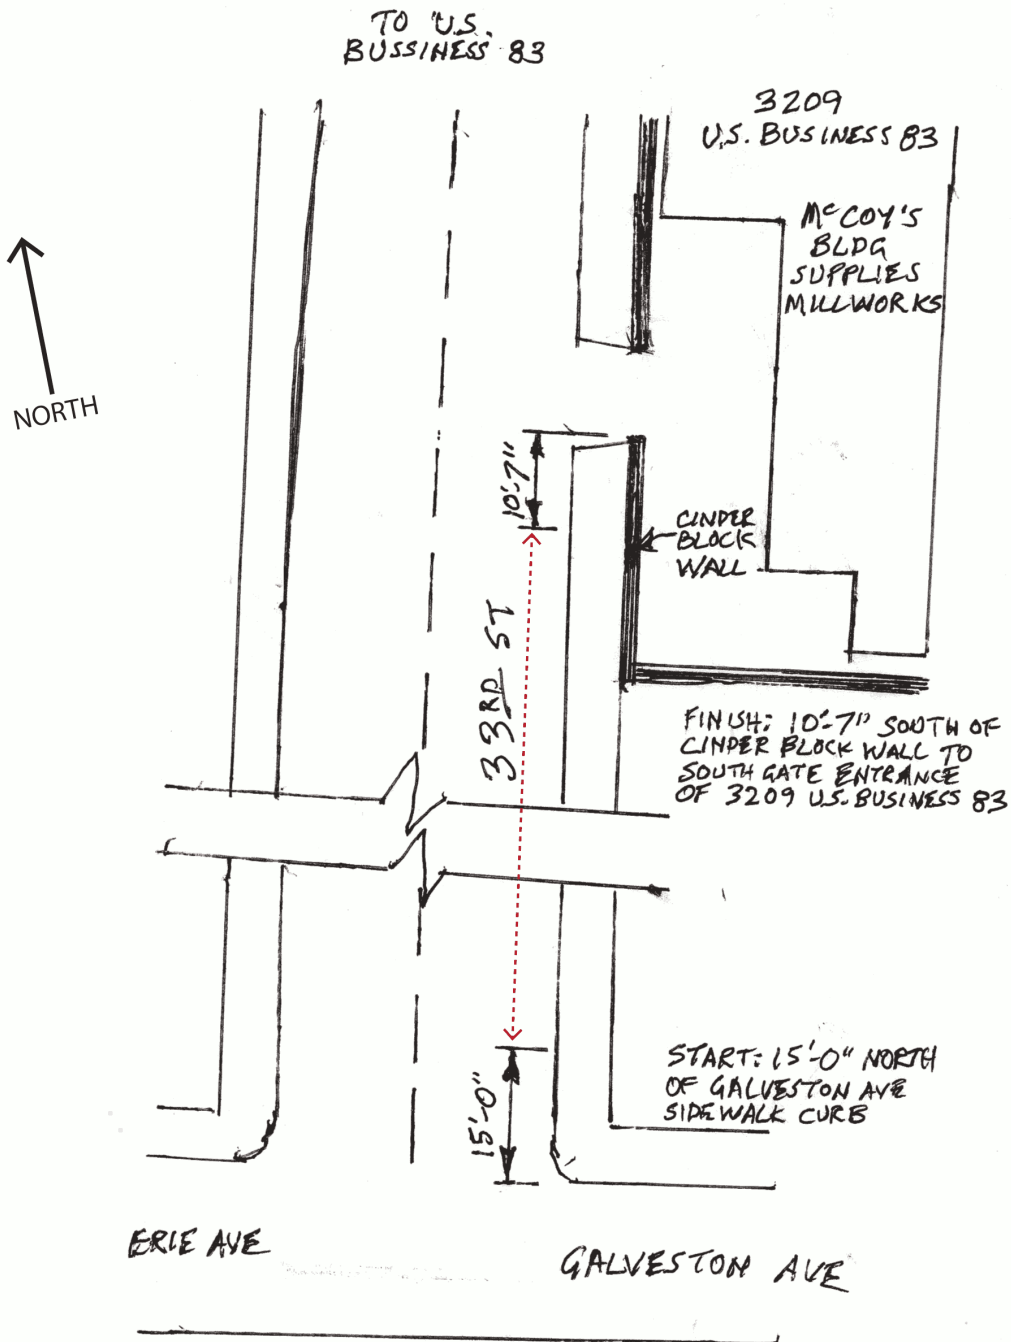 TO U.S.
BUSSINESS 83
3209
U.S. BUSINESS 83
McCOY'S
BLDG
SUPPLIES
MILLWORKS
NORTH
10'-7"
CINDER
BLOCK
WALL
33RD ST
FINISH: 10'-7" SOUTH OF
CINDER BLOCK WALL TO
SOUTH GATE ENTRANCE
OF 3209 U.S. BUSINESS 83
START: 15'-0" NORTH
OF GALVESTON AVE
SIDEWALK CURB
15'-0"
ERIE AVE
GALVESTON AVE